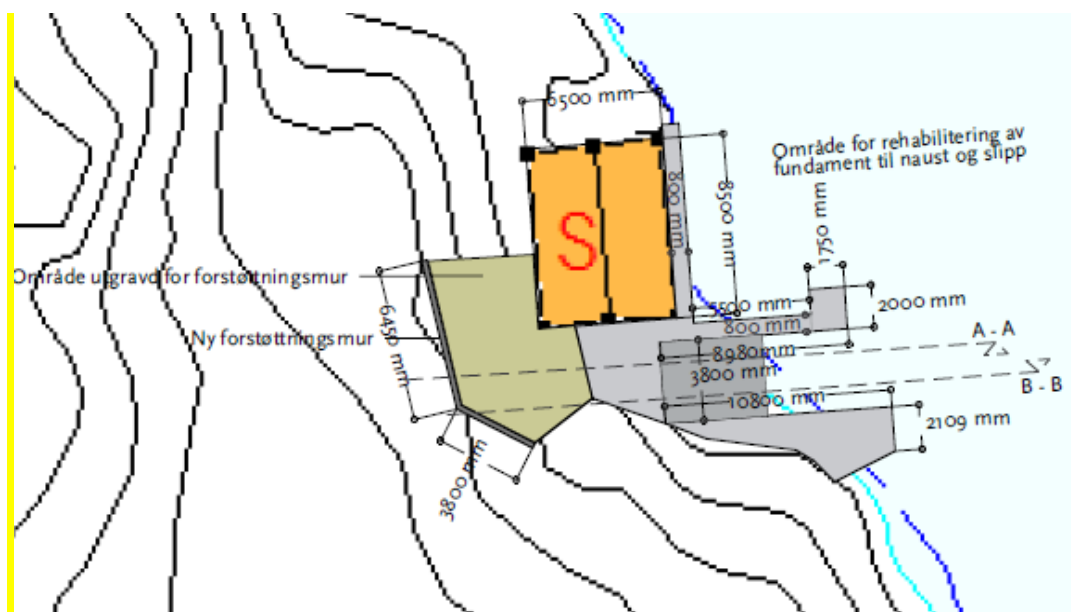 6500 mm
Område for rehabilitering av
fundament til naust og slipp
800 mm
8500 mm
1750 mm
S
Område utgravd for forstøttningsmur
6450 mm
5500 mm
2000 mm
800 mm
Ny forstøttningsmur
A - A
8980 mm
3800 mm
B - B
10800 mm
2109 mm
3800 mm